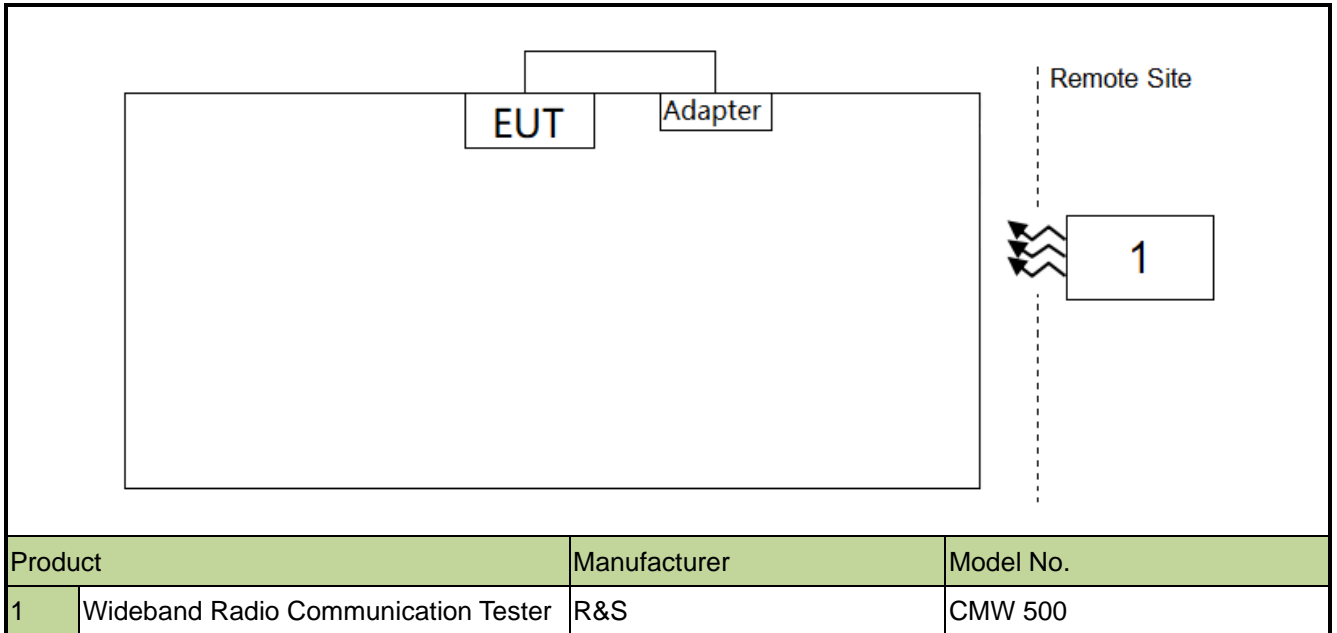 Remote Site
EUT
Adapter
1
Product Manufacturer Model No.
1 Wideband Radio Communication Tester R&S CMW 500